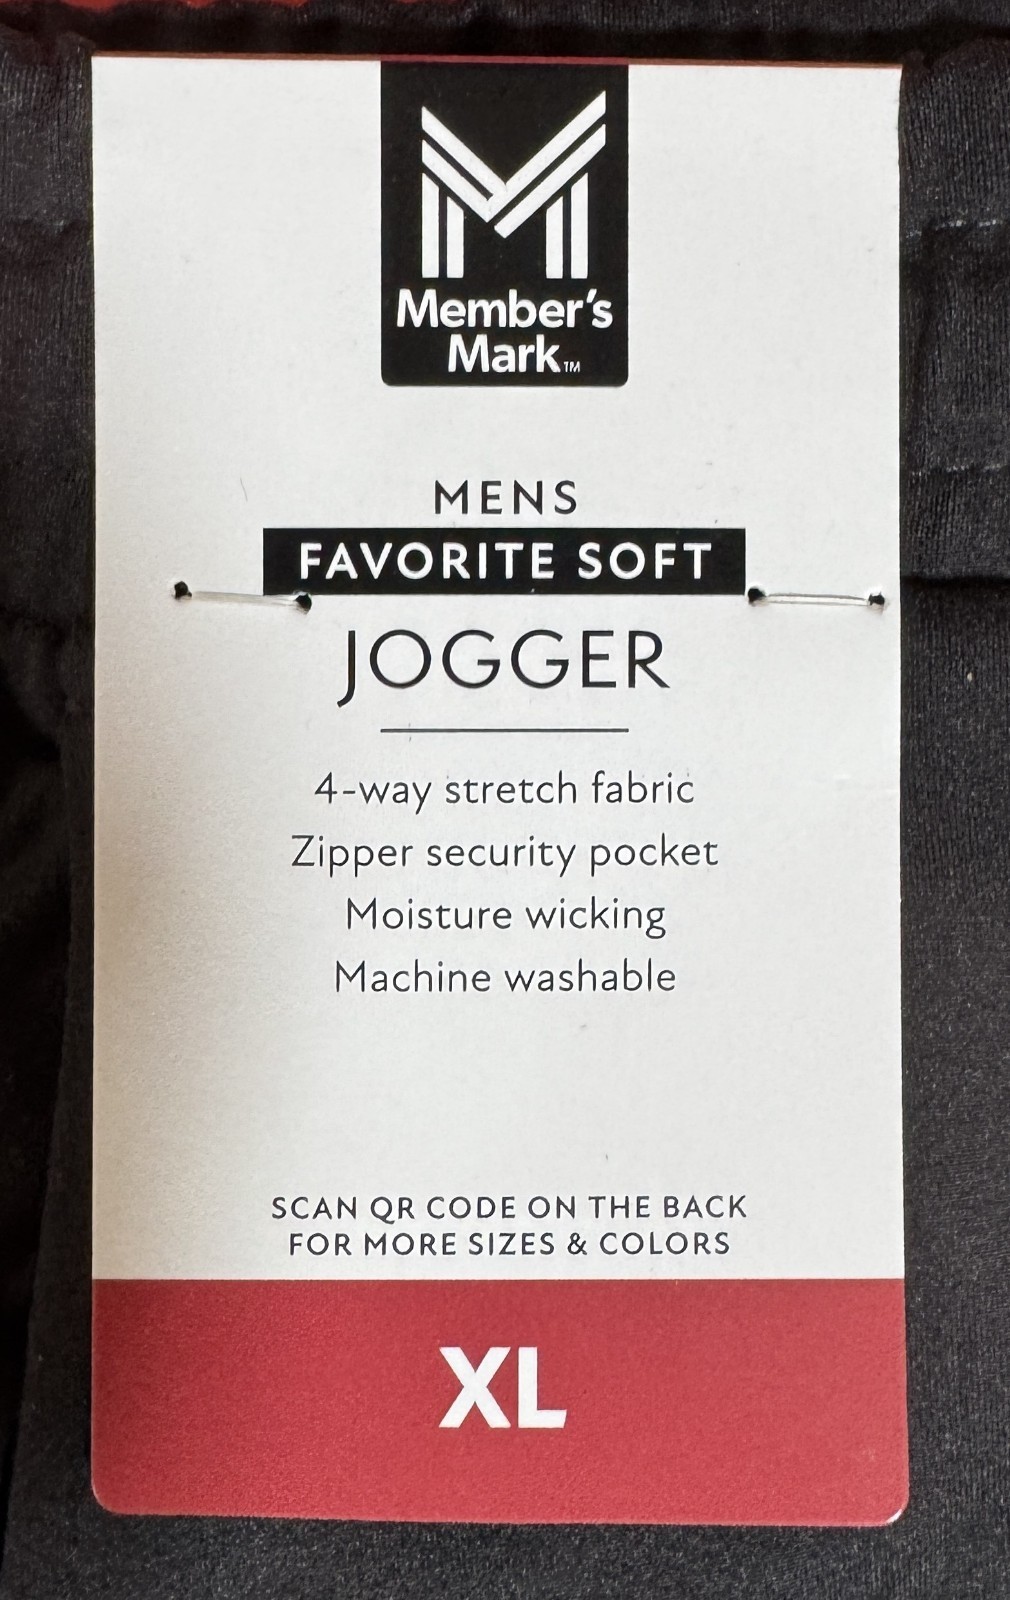 Member's
Mark™
MENS
FAVORITE SOFT
JOGGER
4-way stretch fabric
Zipper security pocket
Moisture wicking
Machine washable
SCAN QR CODE ON THE BACK
FOR MORE SIZES & COLORS
XL